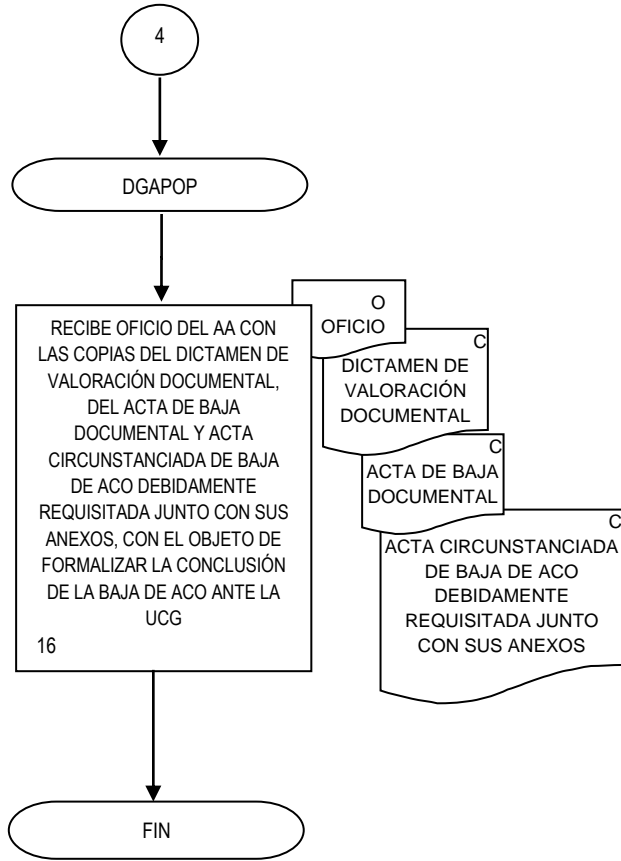 4
DGAPOP
RECIBE OFICIO DEL AA CON
LAS COPIAS DEL DICTAMEN DE
VALORACIÓN DOCUMENTAL,
DEL ACTA DE BAJA
DOCUMENTAL Y ACTA
CIRCUNSTANCIADA DE BAJA
DE ACO DEBIDAMENTE
REQUISITADA JUNTO CON SUS
ANEXOS, CON EL OBJETO DE
FORMALIZAR LA CONCLUSIÓN
DE LA BAJA DE ACO ANTE LA
UCG
16
O
OFICIO
C
DICTAMEN DE
VALORACIÓN
DOCUMENTAL
C
ACTA DE BAJA
DOCUMENTAL
C
ACTA CIRCUNSTANCIADA
DE BAJA DE ACO
DEBIDAMENTE
REQUISITADA JUNTO
CON SUS ANEXOS
FIN